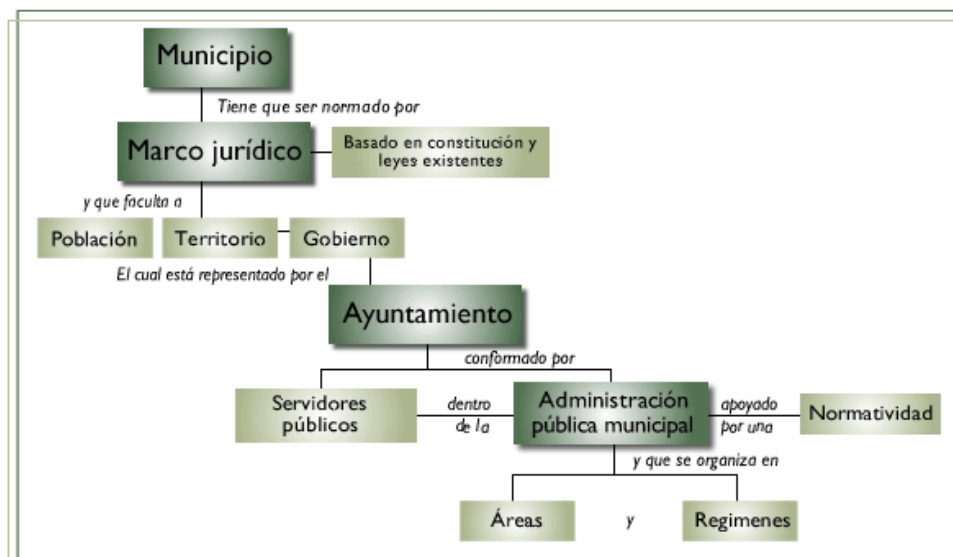 Municipio
Tiene que ser normado por
Marco jurídico
Basado en constitución y
leyes existentes
y que faculta a
Población
Territorio
Gobierno
El cual está representado por el
Ayuntamiento
conformado por
Servidores
públicos
dentro
de la
Administración
pública municipal
apoyado
por una
Normatividad
y que se organiza en
Áreas
y
Regimenes